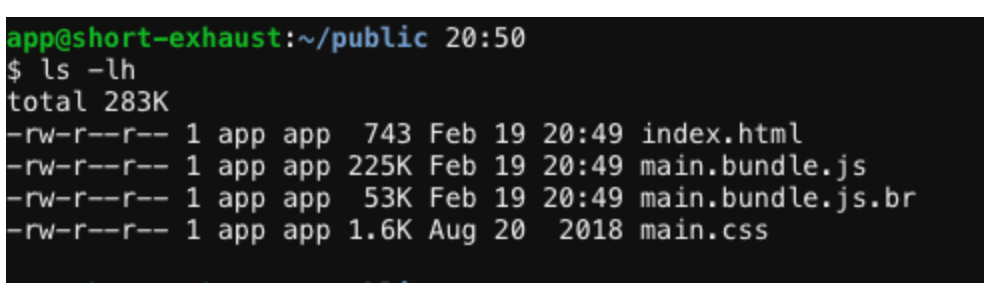 app@short-exhaust:~/public 20:50
$ ls -lh
total 283K
-rw-r--r-- 1 app app  743 Feb 19 20:49 index.html
-rw-r--r-- 1 app app 225K Feb 19 20:49 main.bundle.js
-rw-r--r-- 1 app app  53K Feb 19 20:49 main.bundle.js.br
-rw-r--r-- 1 app app 1.6K Aug 20  2018 main.css